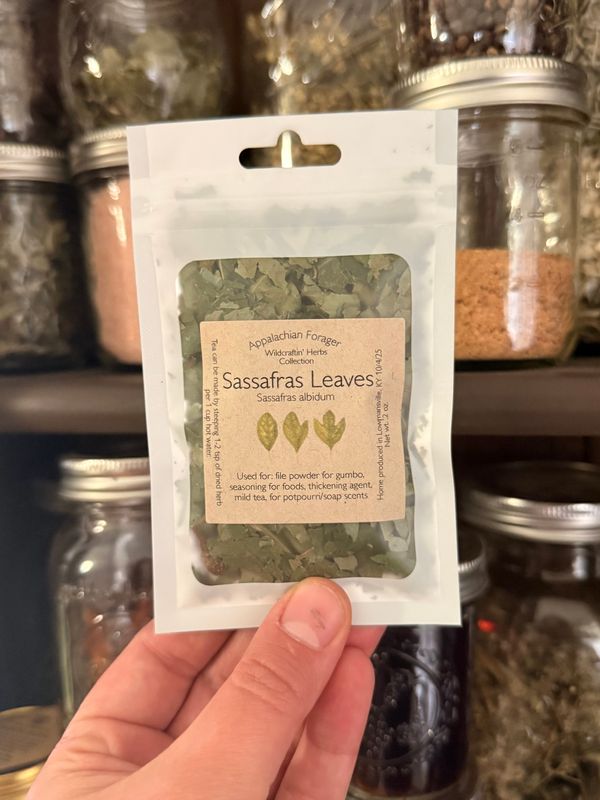 Appalachian Forager
Wildcraftin' Herbs
Collection
Sassafras Leaves
Sassafras albidum
Used for: file powder for gumbo,
seasoning for foods, thickening agent,
mild tea, for potpourri/soap scents
Tea can be made by steeping 1-2 tsp of dried herb
per 1 cup hot water.
Home produced in Lowmansville, KY 10/4/25
Net wt. .2 oz.